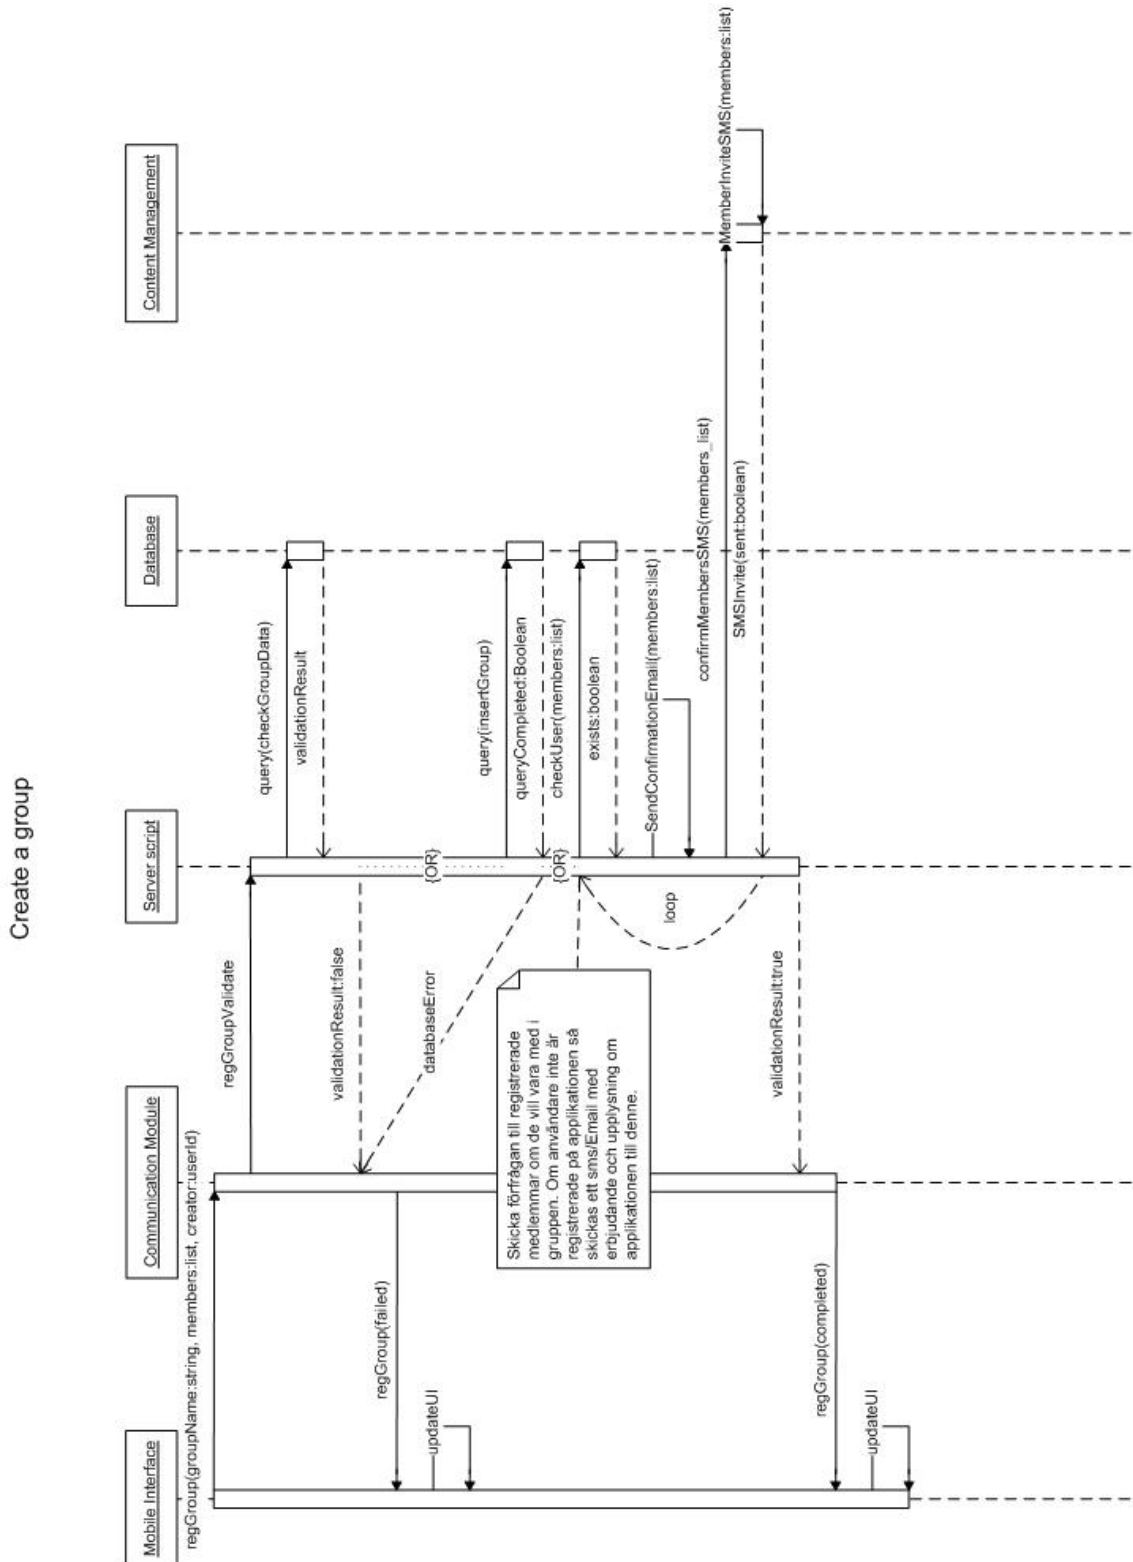 Create a group
Mobile Interface
Communication Module
Server script
Database
Content Management
regGroup(groupName:string, members:list, creator:userId)
regGroupValidate
query(checkGroupData)
validationResult
validationResult:false
regGroup(failed)
updateUI
{OR}
query(insertGroup)
queryCompleted:Boolean
databaseError
{OR}
checkUser(members:list)
exists:boolean
Skicka förfrågan till registrerade
medlemmar om de vill vara med i
gruppen. Om användare inte är
registrerade på applikationen så
skickas ett sms/Email med
erbjudande och upplysning om
applikationen till denne.
SendConfirmationEmail(members:list)
loop
confirmMembersSMS(members_list)
MemberInviteSMS(members:list)
SMSInvite(sent:boolean)
validationResult:true
regGroup(completed)
updateUI